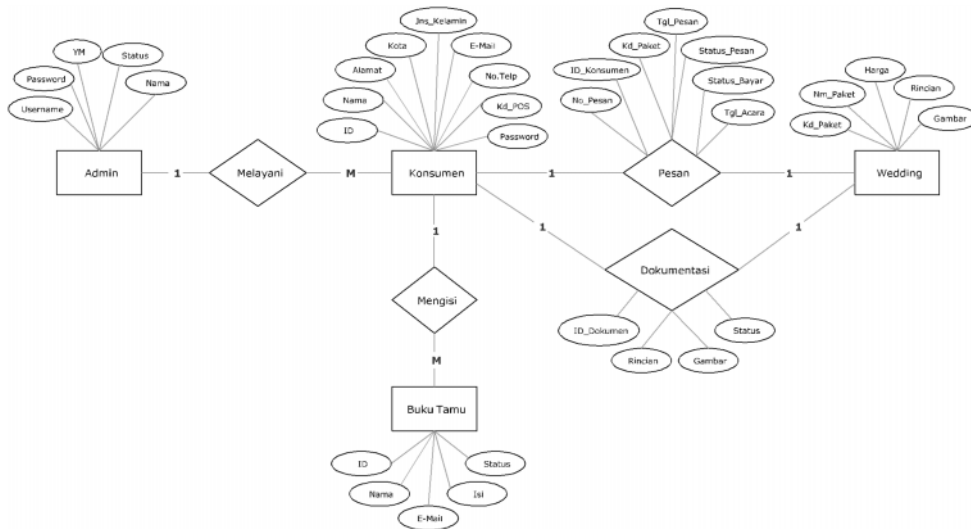 Jns_Kelamin
Tgl_Pesan
YM
Status
Kota
E-Mail
Kd_Paket
Status_Pesan
Harga
Password
Nama
Alamat
No.Telp
ID_Konsumen
Status_Bayar
Nm_Paket
Rincian
Username
Nama
Kd_POS
No_Pesan
Tgl_Acara
Kd_Paket
Gambar
ID
Password
Admin
1
Melayani
M
Konsumen
1
Pesan
1
Wedding
1
1
1
Dokumentasi
Mengisi
ID_Dokumen
Status
Rincian
Gambar
M
Buku Tamu
ID
Status
Nama
Isi
E-Mail